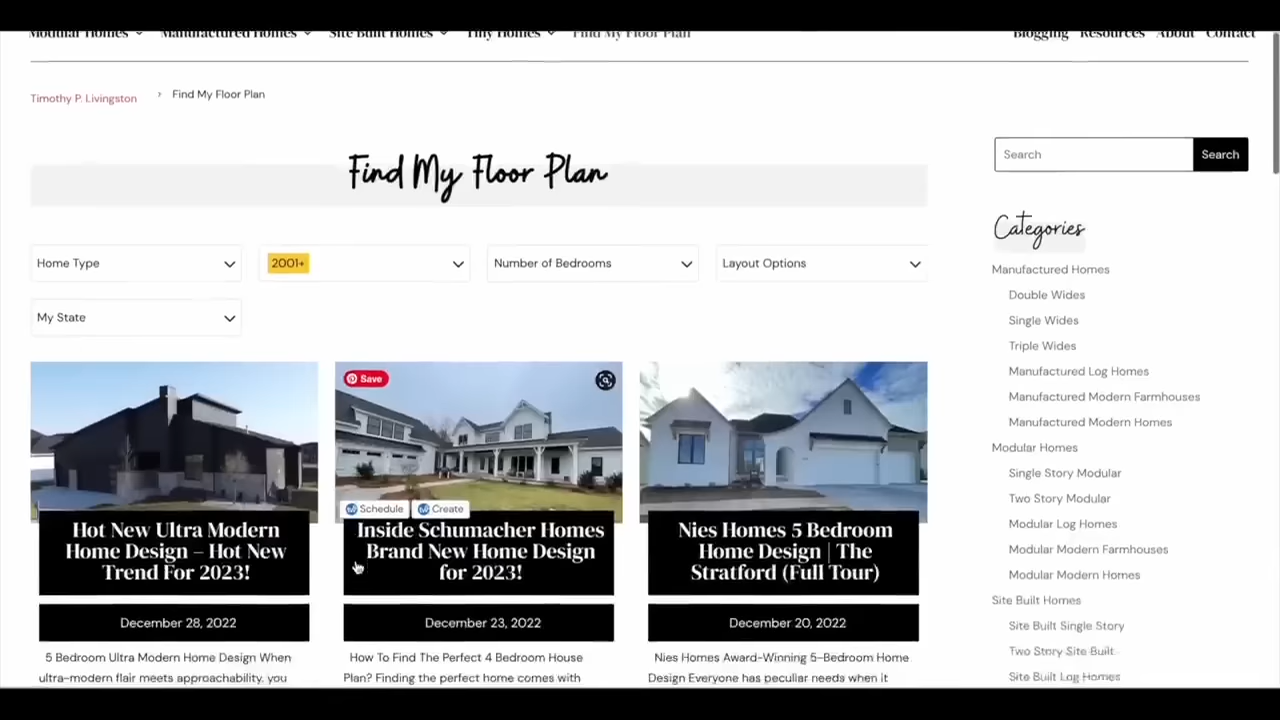 Modular Homes Manufactured Homes Site Built Homes Tiny Homes Find My Floor Plan Blogging Resources About Contact
Timothy P. Livingston › Find My Floor Plan
Find My Floor Plan
Search Search
Categories
Home Type 2001+ Number of Bedrooms Layout Options
My State
Manufactured Homes
Double Wides
Single Wides
Triple Wides
Manufactured Log Homes
Manufactured Modern Farmhouses
Manufactured Modern Homes
Modular Homes
Single Story Modular
Two Story Modular
Modular Log Homes
Modular Modern Farmhouses
Modular Modern Homes
Site Built Homes
Site Built Single Story
Two Story Site Built
Site Built Log Homes
Hot New Ultra Modern
Home Design – Hot New
Trend For 2023!
December 28, 2022
5 Bedroom Ultra Modern Home Design When
ultra-modern flair meets approachability, you
Save
Schedule Create
Inside Schumacher Homes
Brand New Home Design
for 2023!
December 23, 2022
How To Find The Perfect 4 Bedroom House
Plan? Finding the perfect home comes with
Nies Homes 5 Bedroom
Home Design | The
Stratford (Full Tour)
December 20, 2022
Nies Homes Award-Winning 5-Bedroom Home
Design Everyone has peculiar needs when it